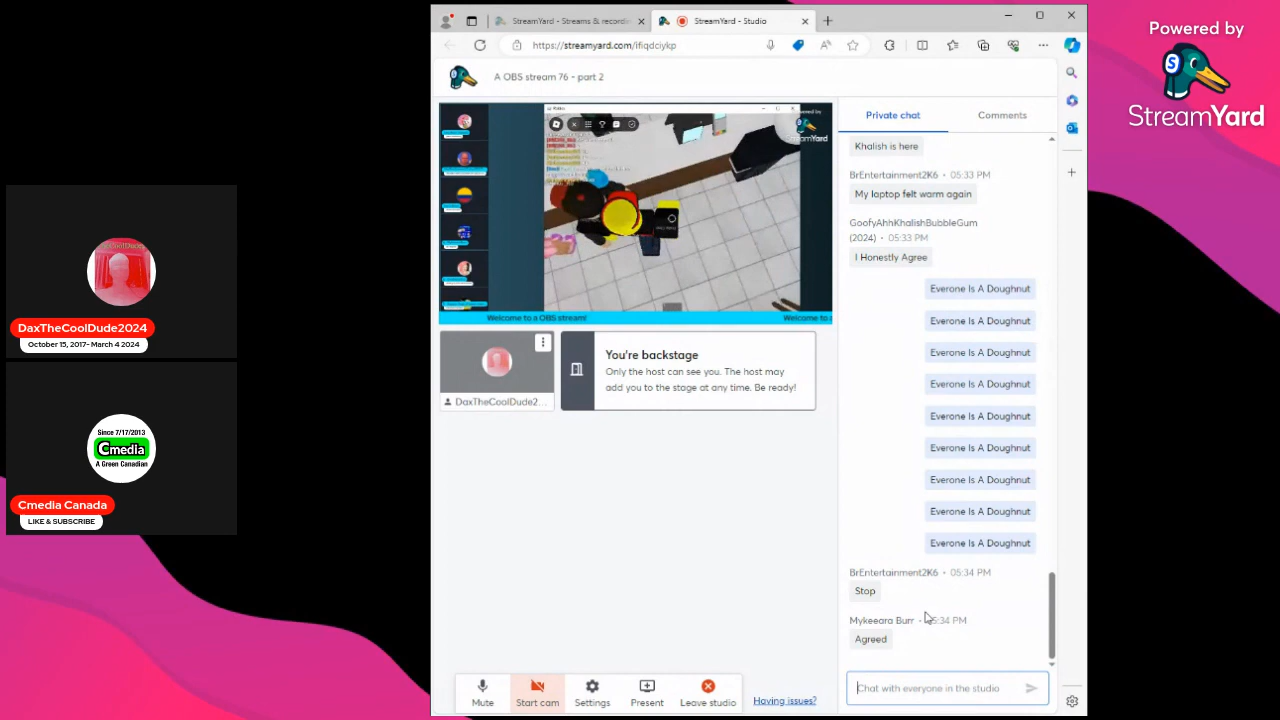 Powered by
StreamYard
StreamYard - Streams & recordin
StreamYard - Studio
https://streamyard.com/ifiqdciykp
A OBS stream 76 - part 2
Private chat
Comments
Khalish is here
BrEntertainment2K6 • 05:33 PM
My laptop felt warm again
GoofyAhhKhalishBubbleGum
(2024) • 05:33 PM
I Honestly Agree
Everone Is A Doughnut
Everone Is A Doughnut
Everone Is A Doughnut
Everone Is A Doughnut
Everone Is A Doughnut
Everone Is A Doughnut
Everone Is A Doughnut
Everone Is A Doughnut
Everone Is A Doughnut
BrEntertainment2K6 • 05:34 PM
Stop
Mykeeara Burr • 5:34 PM
Agreed
Chat with everyone in the studio
Powered by
StreamYard
Welcome to a OBS stream!
Welcome to a
You're backstage
Only the host can see you. The host may
add you to the stage at any time. Be ready!
DaxTheCoolDude2...
Mute
Start cam
Settings
Present
Leave studio
Having issues?
DaxTheCoolDude2024
October 15, 2017- March 4 2024
Since 7/17/2013
Cmedia
A Green Canadian
Cmedia Canada
LIKE & SUBSCRIBE